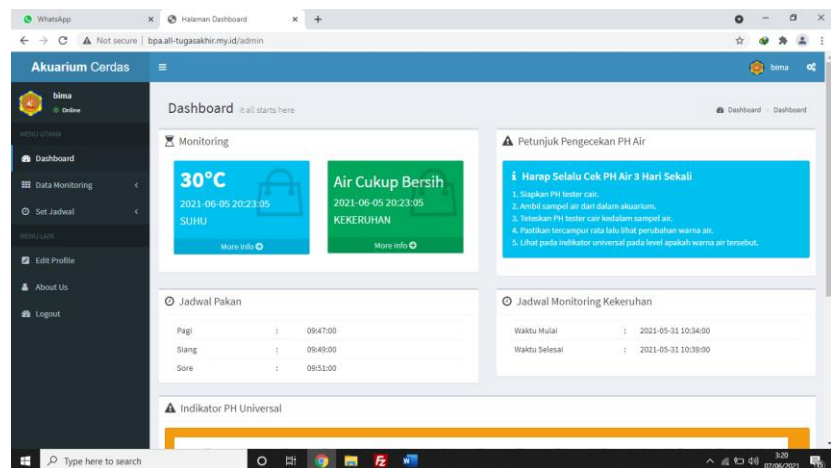 WhatsApp
Halaman Dashboard
Not secure | bpa.all-tugasakhir.my.id/admin
Akuarium Cerdas
bima
bima
Online
Dashboard it all starts here
Dashboard - Dashboard
MENU UTAMA
Dashboard
Data Monitoring
Set Jadwal
MENU LAIN
Edit Profile
About Us
Logout
Monitoring
30°C
2021-06-05 20:23:05
SUHU
More info
Air Cukup Bersih
2021-06-05 20:23:05
KEKERUHAN
More info
Petunjuk Pengecekan PH Air
Harap Selalu Cek PH Air 3 Hari Sekali
1. Siapkan PH tester cair.
2. Ambil sampel air dari dalam akuarium.
3. Teteskan PH tester cair kedalam sampel air.
4. Pastikan tercampur rata lalu lihat perubahan warna air.
5. Lihat pada indikator universal pada level apakah warna air tersebut.
Jadwal Pakan
Pagi : 09:47:00
Siang : 09:49:00
Sore : 09:51:00
Jadwal Monitoring Kekeruhan
Waktu Mulai : 2021-05-31 10:34:00
Waktu Selesai : 2021-05-31 10:39:00
Indikator PH Universal
Type here to search
3:20
07/06/2021